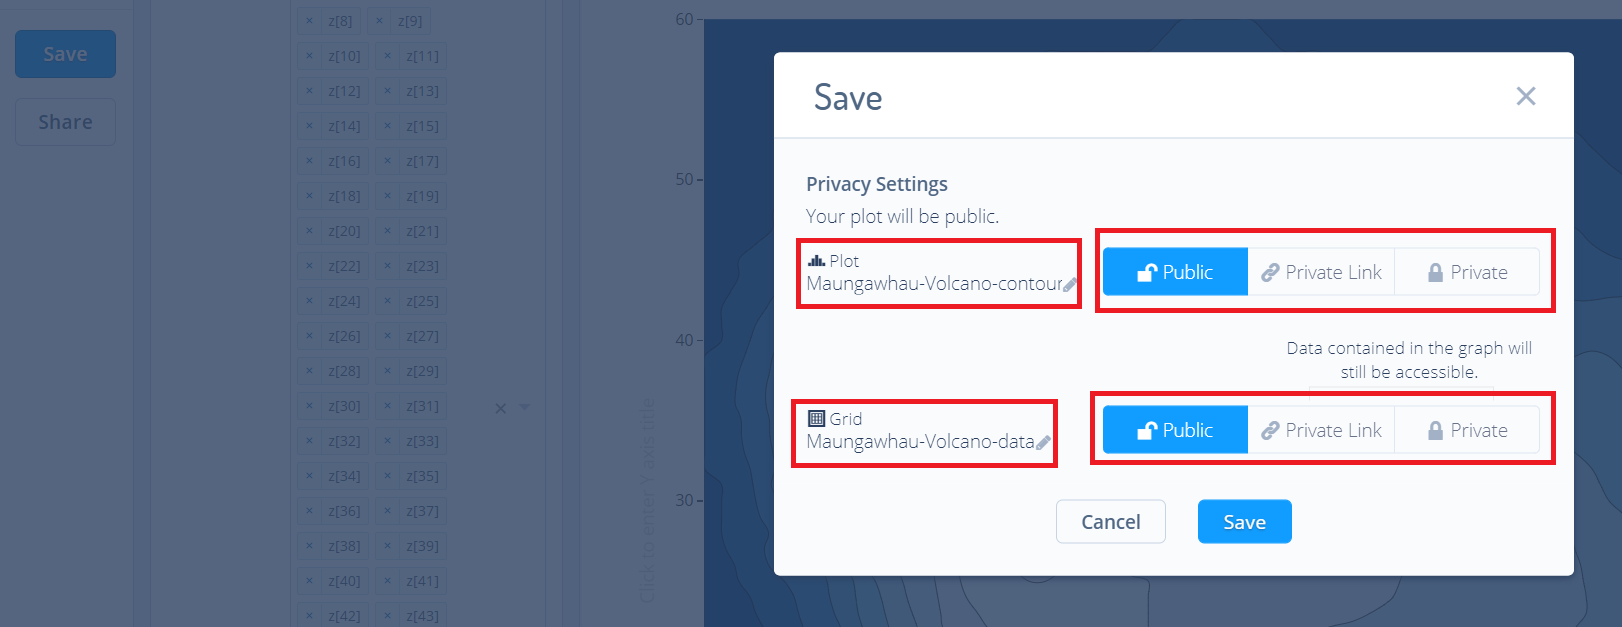 Save
Share
× z[8] × z[9]
× z[10] × z[11]
× z[12] × z[13]
× z[14] × z[15]
× z[16] × z[17]
× z[18] × z[19]
× z[20] × z[21]
× z[22] × z[23]
× z[24] × z[25]
× z[26] × z[27]
× z[28] × z[29]
× z[30] × z[31]
× z[32] × z[33]
× z[34] × z[35]
× z[36] × z[37]
× z[38] × z[39]
× z[40] × z[41]
× z[42] × z[43]
Click to enter Y axis title
60
50
40
30
Save
Privacy Settings
Your plot will be public.
Plot
Maungawhau-Volcano-contour
Public Private Link Private
Data contained in the graph will
still be accessible.
Grid
Maungawhau-Volcano-data
Public Private Link Private
Cancel Save